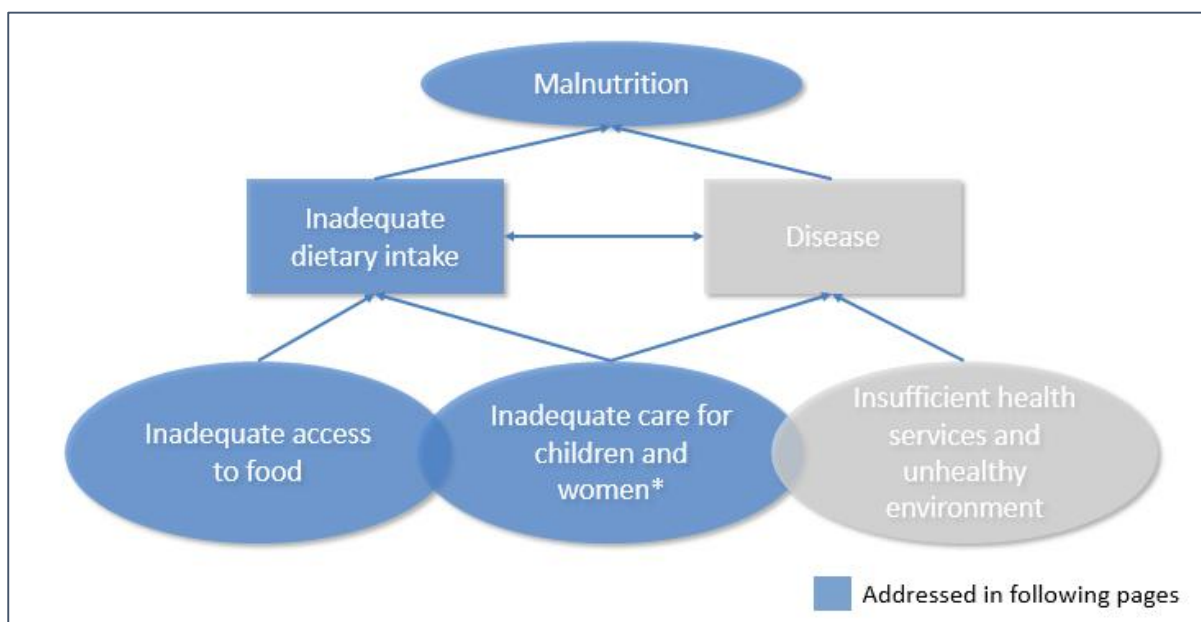 Malnutrition
Inadequate
dietary intake
Disease
Inadequate access
to food
Inadequate care for
children and
women*
Insufficient health
services and
unhealthy
environment
Addressed in following pages